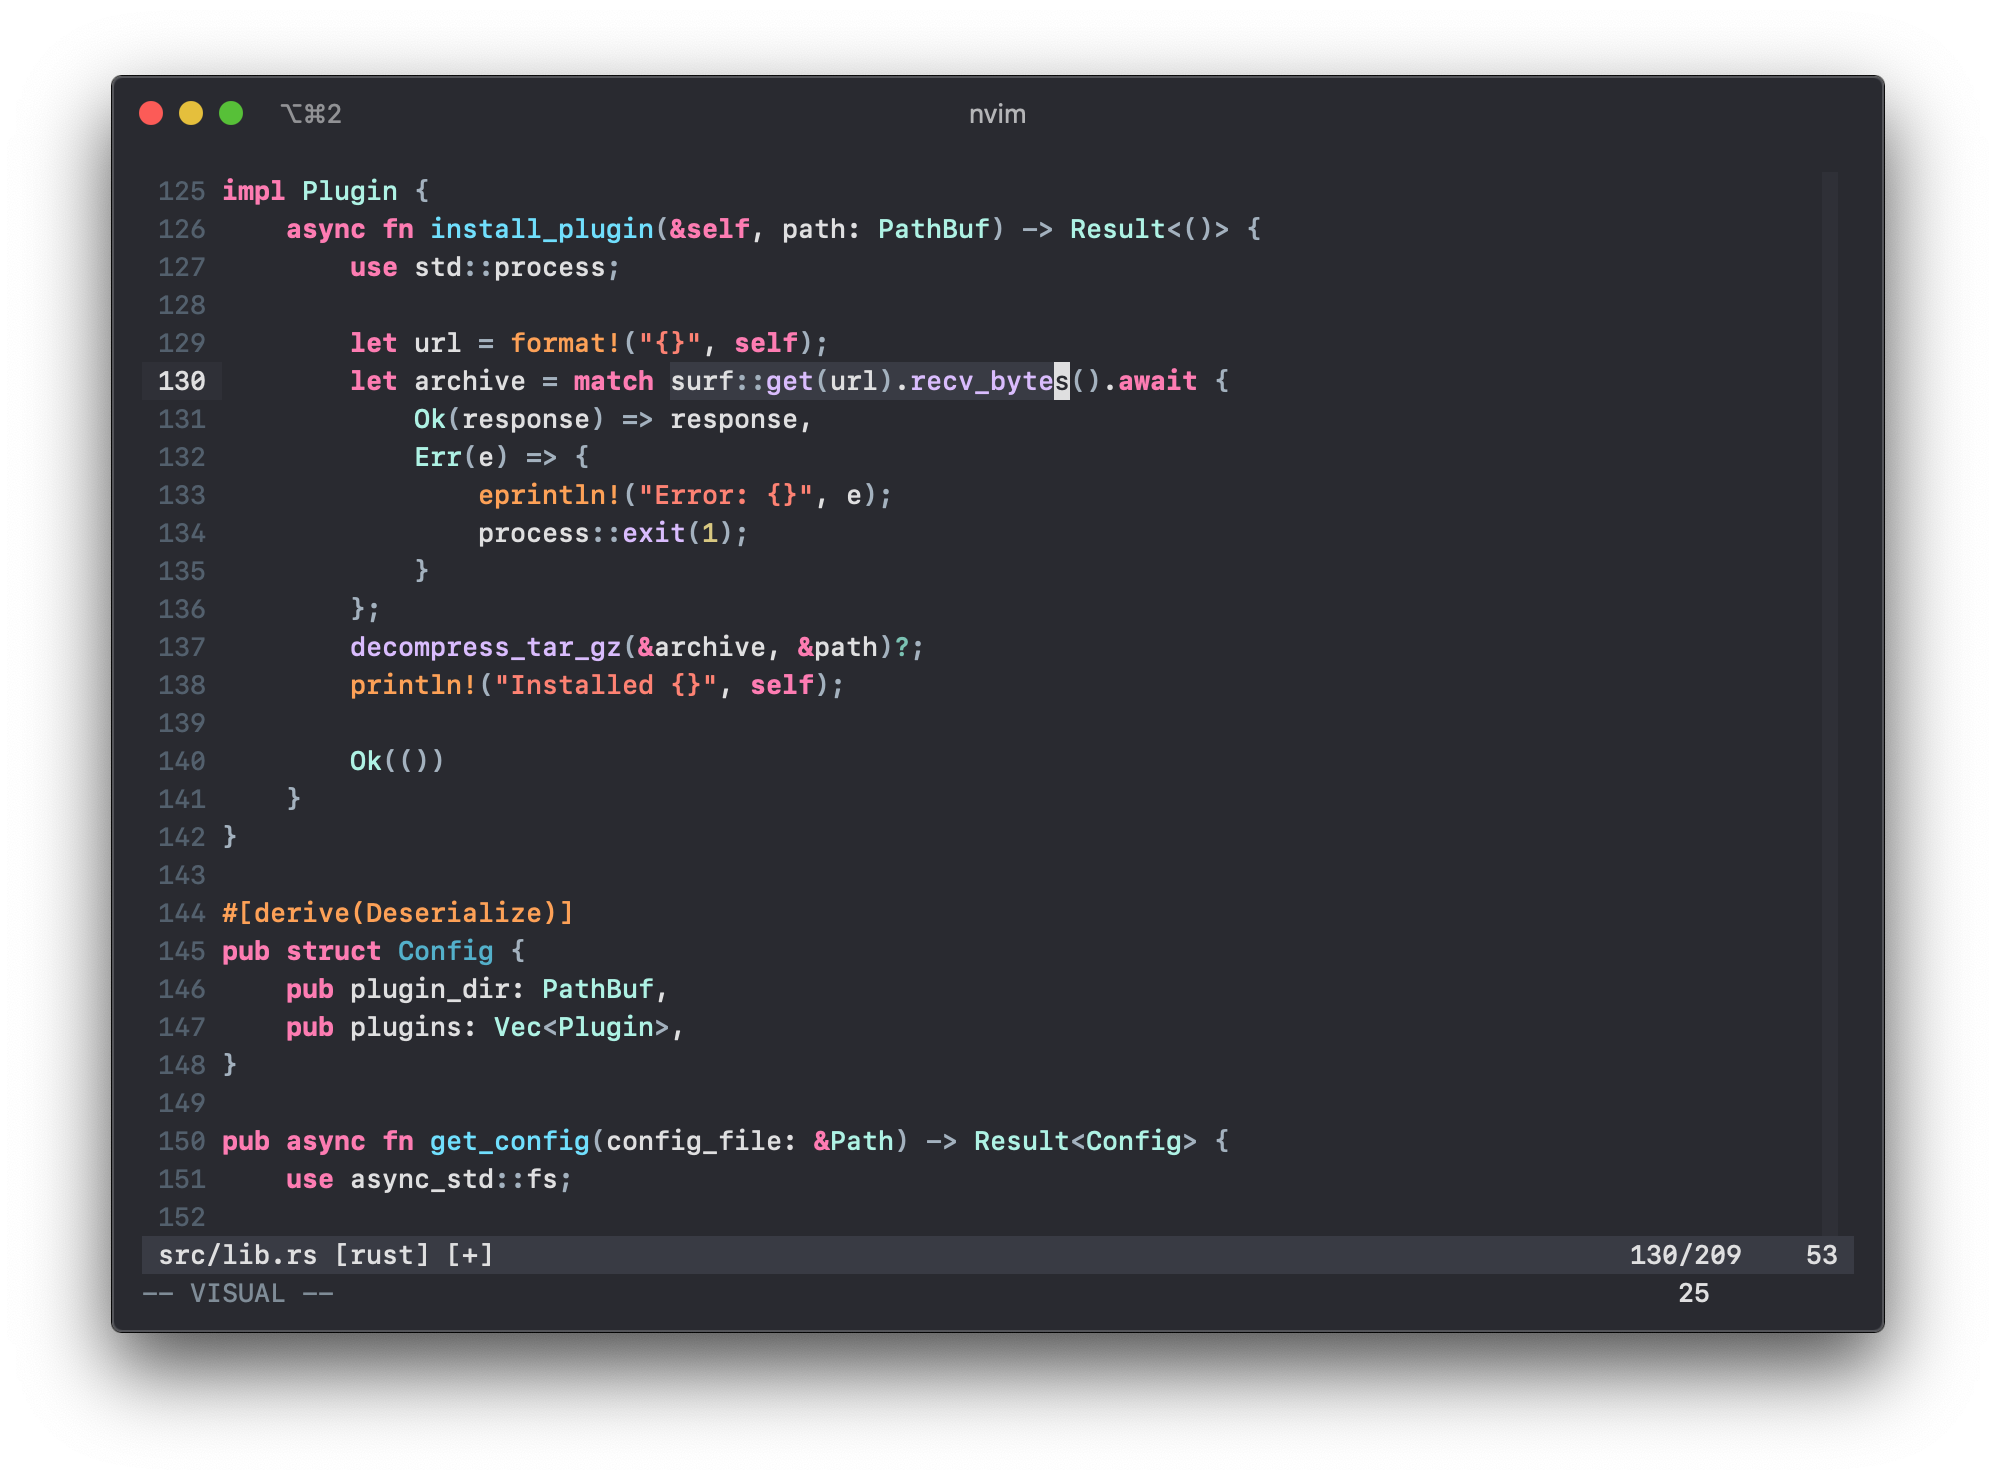 ⌥⌘2 nvim
125 impl Plugin {
126     async fn install_plugin(&self, path: PathBuf) -> Result<()> {
127         use std::process;
128
129         let url = format!("{}", self);
130         let archive = match surf::get(url).recv_bytes().await {
131             Ok(response) => response,
132             Err(e) => {
133                 eprintln!("Error: {}", e);
134                 process::exit(1);
135             }
136         };
137         decompress_tar_gz(&archive, &path)?;
138         println!("Installed {}", self);
139
140         Ok(())
141     }
142 }
143
144 #[derive(Deserialize)]
145 pub struct Config {
146     pub plugin_dir: PathBuf,
147     pub plugins: Vec<Plugin>,
148 }
149
150 pub async fn get_config(config_file: &Path) -> Result<Config> {
151     use async_std::fs;
152
src/lib.rs [rust] [+] 130/209 53
-- VISUAL -- 25